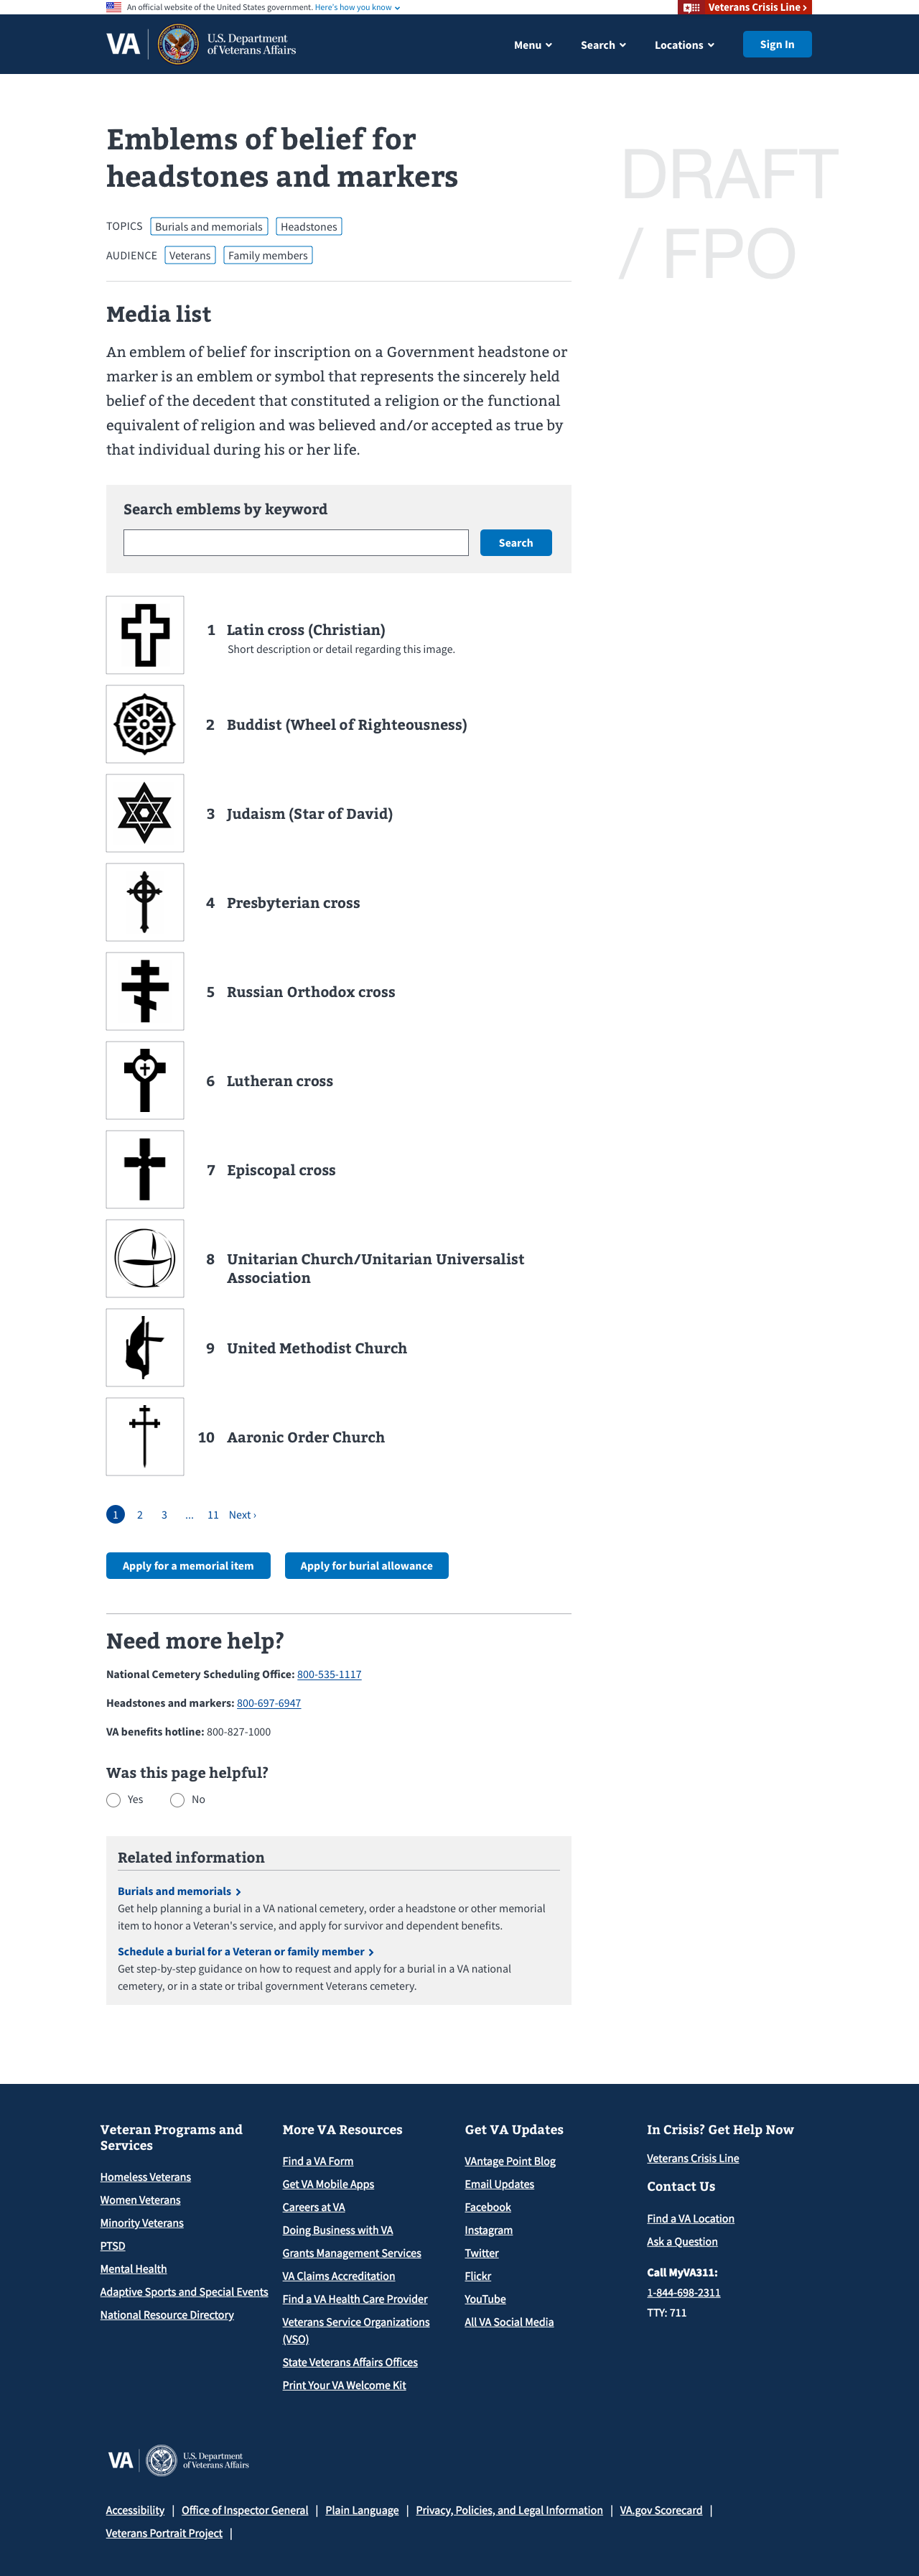 An official website of the United States government. Here's how you know
Veterans Crisis Line
VA
U.S. Department
of Veterans Affairs
Menu
Search
Locations
Sign In
Emblems of belief for
headstones and markers
DRAFT
/ FPO
TOPICS Burials and memorials Headstones
AUDIENCE Veterans Family members
Media list
An emblem of belief for inscription on a Government headstone or
marker is an emblem or symbol that represents the sincerely held
belief of the decedent that constituted a religion or the functional
equivalent of religion and was believed and/or accepted as true by
that individual during his or her life.
Search emblems by keyword
Search
1 Latin cross (Christian)
Short description or detail regarding this image.
2 Buddist (Wheel of Righteousness)
3 Judaism (Star of David)
4 Presbyterian cross
5 Russian Orthodox cross
6 Lutheran cross
7 Episcopal cross
8 Unitarian Church/Unitarian Universalist
Association
9 United Methodist Church
10 Aaronic Order Church
1 2 3 ... 11 Next ›
Apply for a memorial item
Apply for burial allowance
Need more help?
National Cemetery Scheduling Office: 800-535-1117
Headstones and markers: 800-697-6947
VA benefits hotline: 800-827-1000
Was this page helpful?
Yes No
Related information
Burials and memorials
Get help planning a burial in a VA national cemetery, order a headstone or other memorial
item to honor a Veteran's service, and apply for survivor and dependent benefits.
Schedule a burial for a Veteran or family member
Get step-by-step guidance on how to request and apply for a burial in a VA national
cemetery, or in a state or tribal government Veterans cemetery.
Veteran Programs and
Services
Homeless Veterans
Women Veterans
Minority Veterans
PTSD
Mental Health
Adaptive Sports and Special Events
National Resource Directory
More VA Resources
Find a VA Form
Get VA Mobile Apps
Careers at VA
Doing Business with VA
Grants Management Services
VA Claims Accreditation
Find a VA Health Care Provider
Veterans Service Organizations
(VSO)
State Veterans Affairs Offices
Print Your VA Welcome Kit
Get VA Updates
VAntage Point Blog
Email Updates
Facebook
Instagram
Twitter
Flickr
YouTube
All VA Social Media
In Crisis? Get Help Now
Veterans Crisis Line
Contact Us
Find a VA Location
Ask a Question
Call MyVA311:
1-844-698-2311
TTY: 711
VA
U.S. Department
of Veterans Affairs
Accessibility | Office of Inspector General | Plain Language | Privacy, Policies, and Legal Information | VA.gov Scorecard |
Veterans Portrait Project |